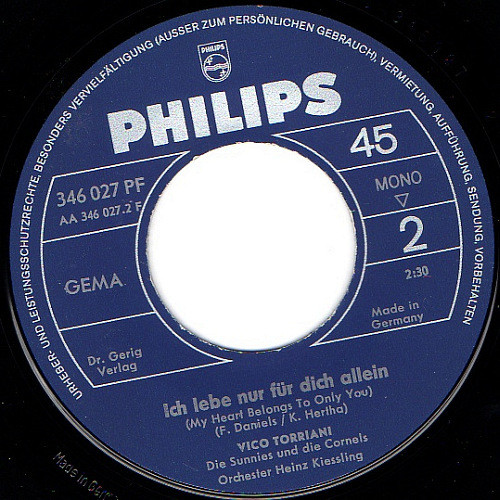 URHEBER- UND LEISTUNGSSCHUTZRECHTE, BESONDERS VERVIELFÄLTIGUNG (AUSSER ZUM PERSÖNLICHEN GEBRAUCH), VERMIETUNG, AUFFÜHRUNG, SENDUNG, VORBEHALTEN
PHILIPS
PHILIPS
346 027 PF
AA 346 027.2 F
GEMA
Dr. Gerig
Verlag
45
MONO
2
2:30
Made in
Germany
Ich lebe nur für dich allein
(My Heart Belongs To Only You)
(F. Daniels / K. Hertha)
VICO TORRIANI
Die Sunnies und die Cornels
Orchester Heinz Kiessling
Made in